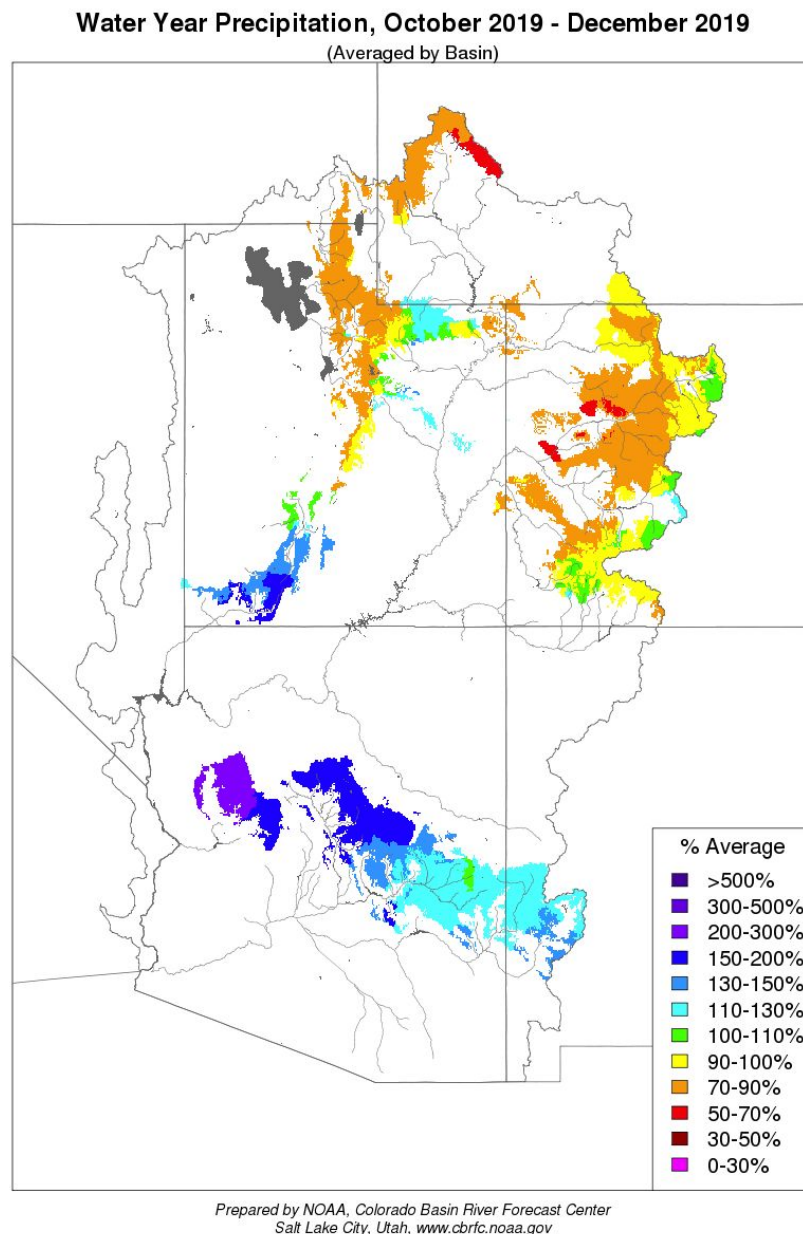 Water Year Precipitation, October 2019 - December 2019
(Averaged by Basin)
% Average
>500%
300-500%
200-300%
150-200%
130-150%
110-130%
100-110%
90-100%
70-90%
50-70%
30-50%
0-30%
Prepared by NOAA, Colorado Basin River Forecast Center
Salt Lake City, Utah, www.cbrfc.noaa.gov